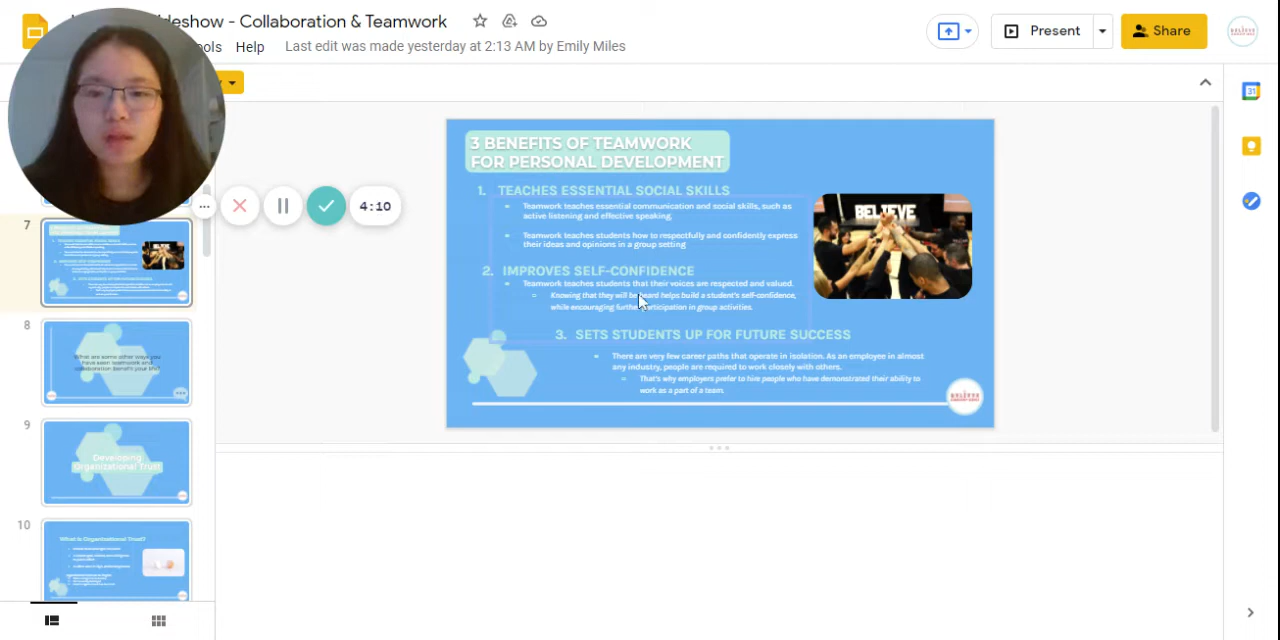 eshow - Collaboration & Teamwork
ols Help Last edit was made yesterday at 2:13 AM by Emily Miles
Present
Share
31
4:10
3 BENEFITS OF TEAMWORK
FOR PERSONAL DEVELOPMENT
1. TEACHES ESSENTIAL SOCIAL SKILLS
Teamwork teaches essential communication and social skills, such as
active listening and effective speaking.
Teamwork teaches students how to respectfully and confidently express
their ideas and opinions in a group setting
2. IMPROVES SELF-CONFIDENCE
Teamwork teaches students that their voices are respected and valued.
Knowing that they will be heard helps build a student's self-confidence,
while encouraging further participation in group activities.
3. SETS STUDENTS UP FOR FUTURE SUCCESS
There are very few career paths that operate in isolation. As an employee in almost
any industry, people are required to work closely with others.
That's why employers prefer to hire people who have demonstrated their ability to
work as a part of a team.
BELIEVE
BELIEVE
7
8
What are some other ways you
have seen teamwork and
collaboration benefit your life?
9
Developing
Organizational Trust
10
What is Organizational Trust?